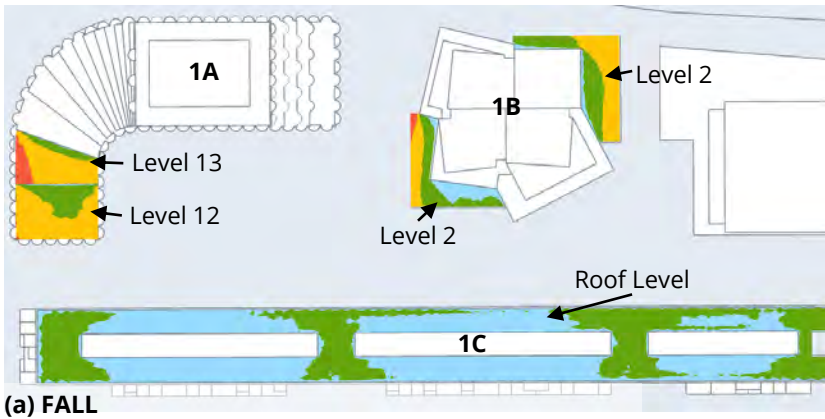 1A
1B
Level 2
Level 13
Level 12
Level 2
Roof Level
1C
(a) FALL